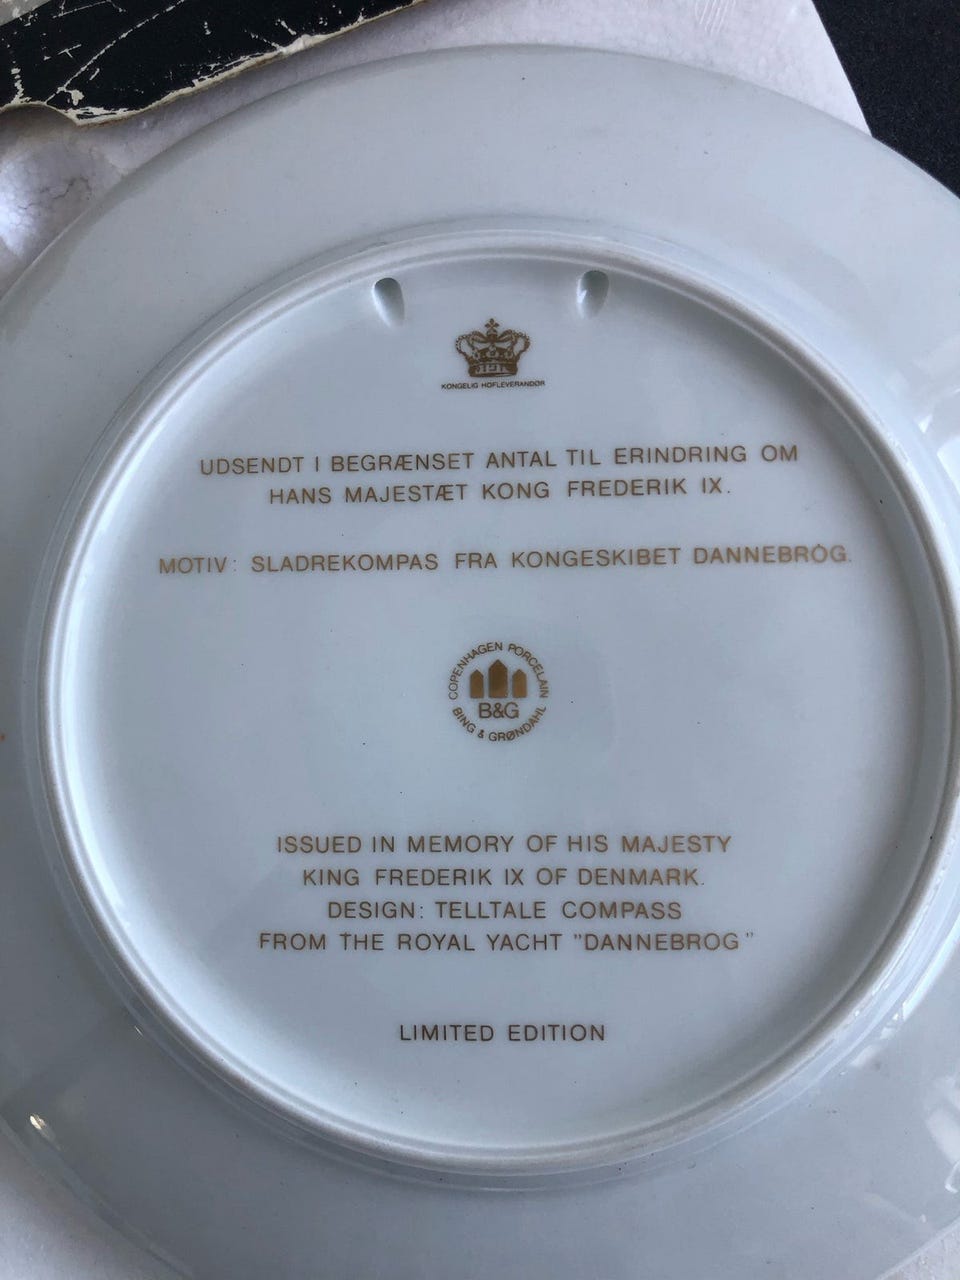 KONGELIG HOFLEVERANDØR
UDSENDT I BEGRÆNSET ANTAL TIL ERINDRING OM
HANS MAJESTÆT KONG FREDERIK IX.
MOTIV: SLADREKOMPAS FRA KONGESKIBET DANNEBROG.
COPENHAGEN PORCELAIN
B&G
BING & GRØNDAHL
ISSUED IN MEMORY OF HIS MAJESTY
KING FREDERIK IX OF DENMARK.
DESIGN: TELLTALE COMPASS
FROM THE ROYAL YACHT "DANNEBROG"
LIMITED EDITION